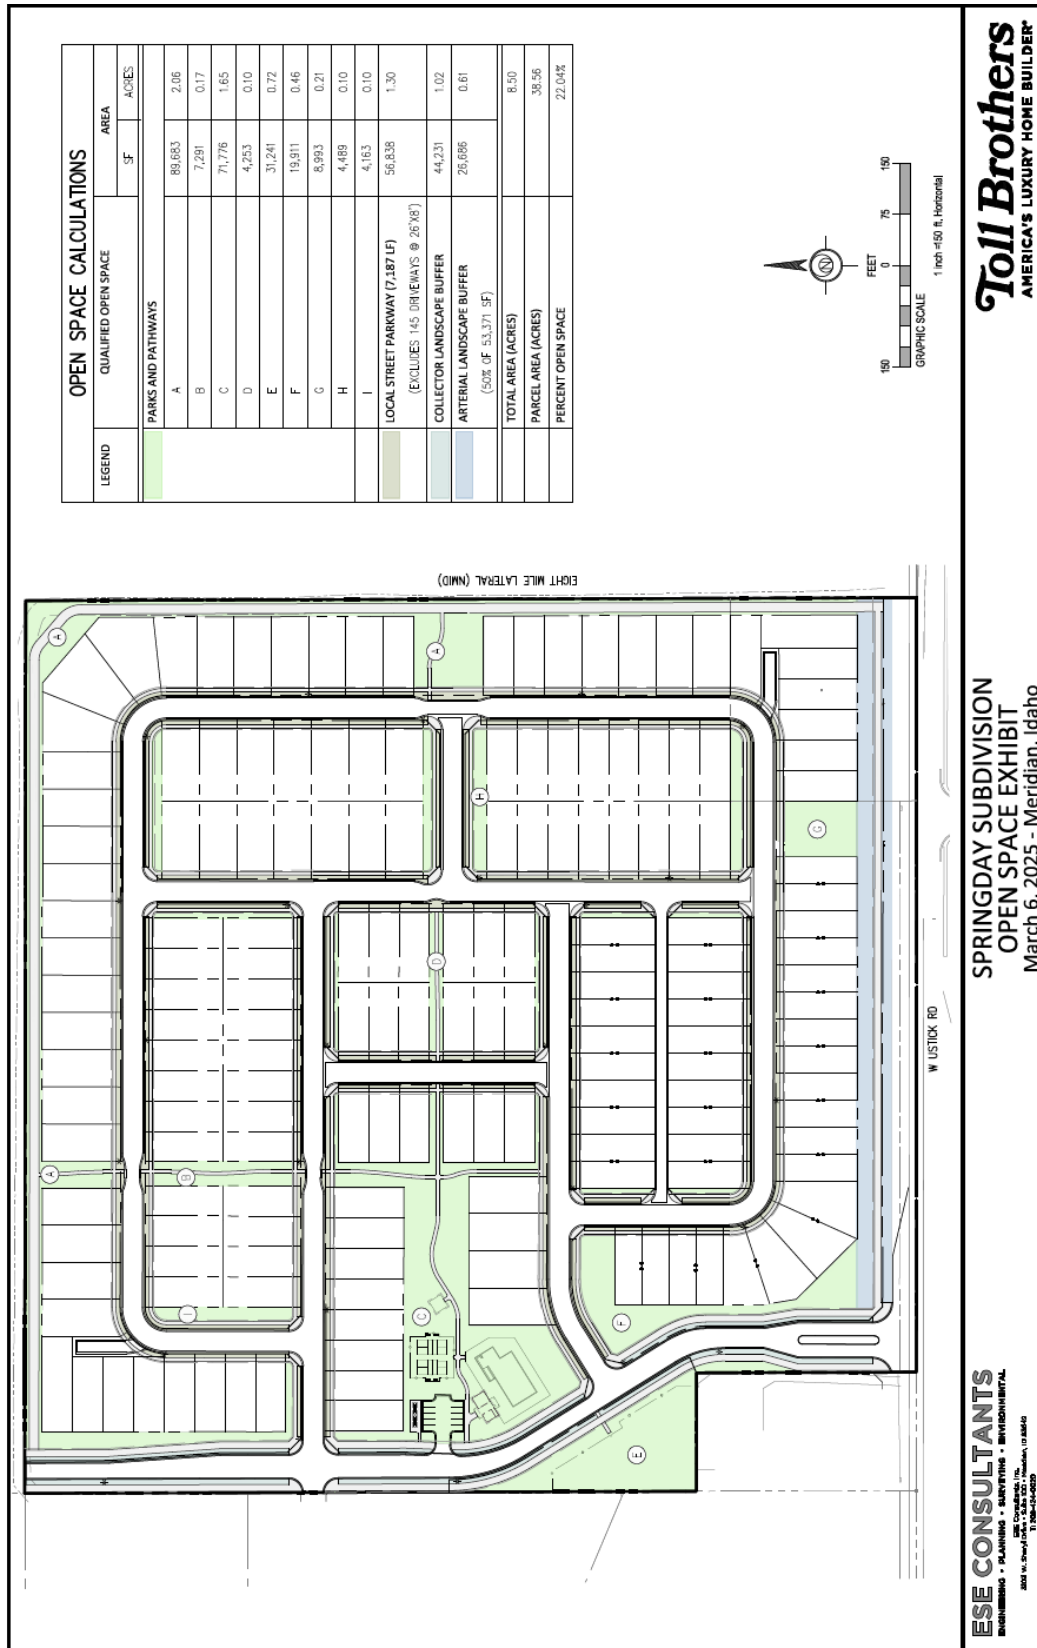 OPEN SPACE CALCULATIONS
LEGEND QUALIFIED OPEN SPACE AREA
SF ACRES
PARKS AND PATHWAYS
A 89,683 2.06
B 7,291 0.17
C 71,776 1.65
D 4,253 0.10
E 31,241 0.72
F 19,911 0.46
G 8,993 0.21
H 4,489 0.10
I 4,163 0.10
LOCAL STREET PARKWAY (7,187 LF) 56,838 1.30
(EXCLUDES 145 DRIVEWAYS @ 26'X8')
COLLECTOR LANDSCAPE BUFFER 44,231 1.02
ARTERIAL LANDSCAPE BUFFER 26,686 0.61
(50% OF 53,371 SF)
TOTAL AREA (ACRES) 8.50
PARCEL AREA (ACRES) 38.56
PERCENT OPEN SPACE 22.04%
N
FEET
150 0 75 150
GRAPHIC SCALE
1 inch =150 ft. Horizontal
EIGHT MILE LATERAL (NMID)
A
A
A
B
C
D
E
F
G
H
I
W USTICK RD
ESE CONSULTANTS
ENGINEERING • PLANNING • SURVEYING • ENVIRONMENTAL
ESE Consultants, Inc.
T: 208-424-0020
SPRINGDAY SUBDIVISION
OPEN SPACE EXHIBIT
March 6, 2025 - Meridian, Idaho
Toll Brothers
AMERICA'S LUXURY HOME BUILDER®